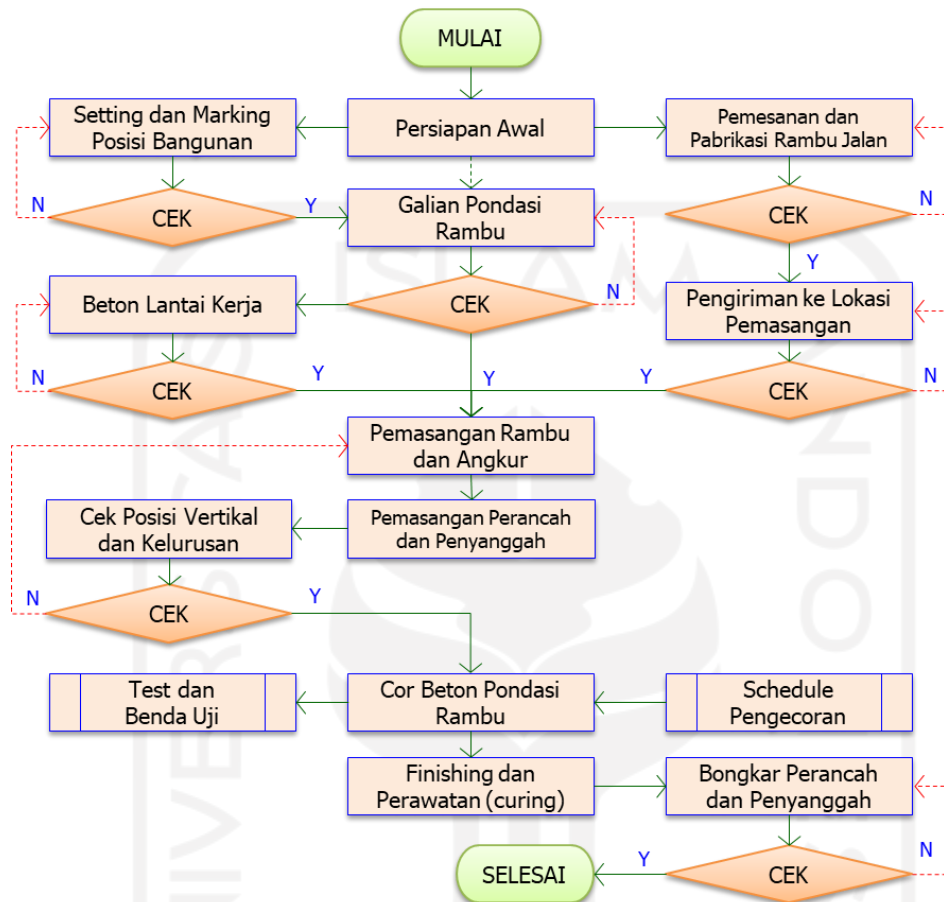 MULAI
Setting dan Marking
Posisi Bangunan
Persiapan Awal
Pemesanan dan
Pabrikasi Rambu Jalan
N
CEK
Y
Galian Pondasi
Rambu
CEK
N
Y
Beton Lantai Kerja
CEK
N
Pengiriman ke Lokasi
Pemasangan
N
CEK
Y
Y
Y
CEK
N
Pemasangan Rambu
dan Angkur
Cek Posisi Vertikal
dan Kelurusan
Pemasangan Perancah
dan Penyanggah
N
CEK
Y
Test dan
Benda Uji
Cor Beton Pondasi
Rambu
Schedule
Pengecoran
Finishing dan
Perawatan (curing)
Bongkar Perancah
dan Penyanggah
SELESAI
Y
CEK
N
ISLAM
UNIVERSITAS
INDO